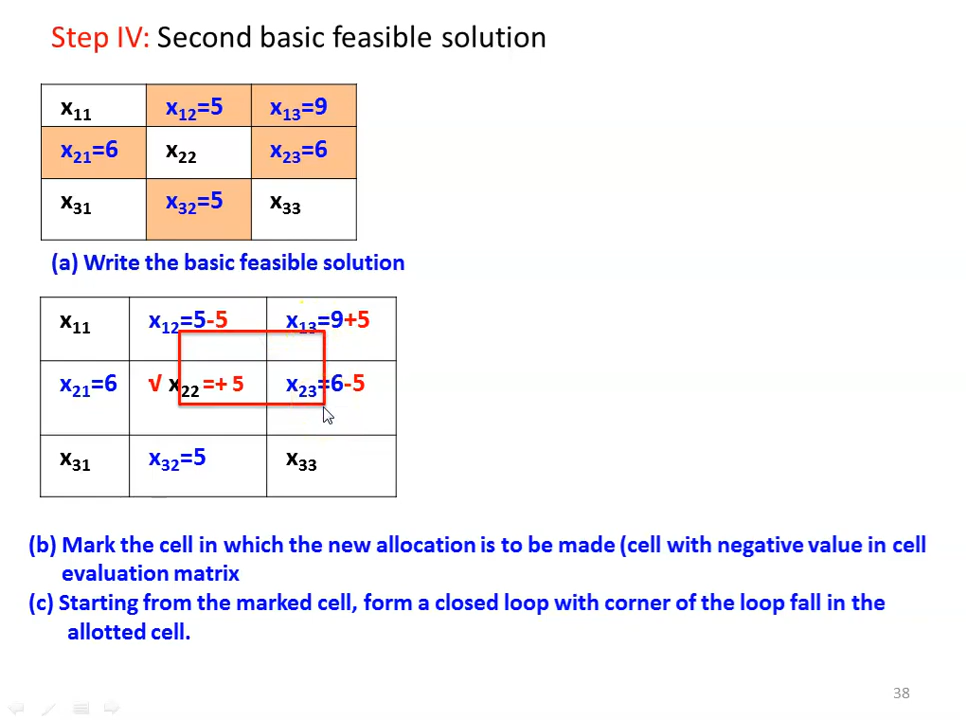 Step IV: Second basic feasible solution
x₁₁ x₁₂=5 x₁₃=9
x₂₁=6 x₂₂ x₂₃=6
x₃₁ x₃₂=5 x₃₃
(a) Write the basic feasible solution
x₁₁ x₁₂=5-5 x₁₃=9+5
x₂₁=6 √ x₂₂ =+ 5 x₂₃=6-5
x₃₁ x₃₂=5 x₃₃
(b) Mark the cell in which the new allocation is to be made (cell with negative value in cell
evaluation matrix
(c) Starting from the marked cell, form a closed loop with corner of the loop fall in the
allotted cell.
38